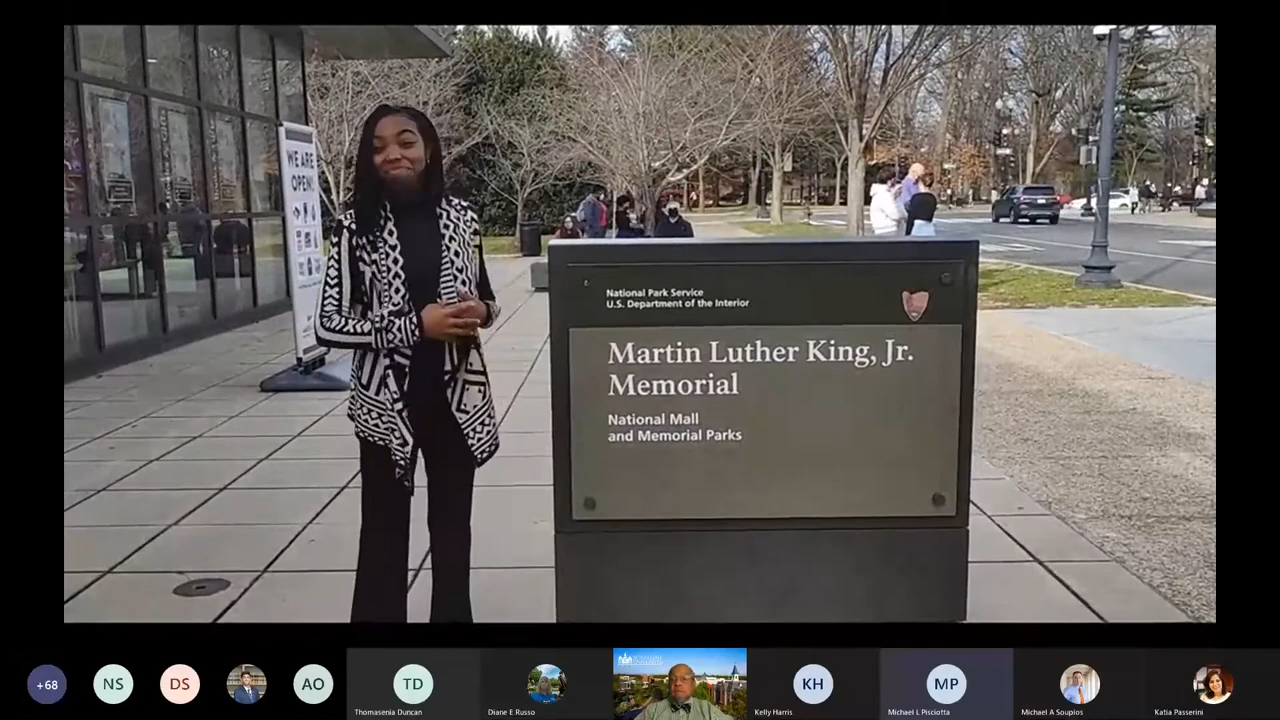 WE ARE
OPEN!
National Park Service
U.S. Department of the Interior
Martin Luther King, Jr.
Memorial
National Mall
and Memorial Parks
+68
NS
DS
AO
TD
KH
MP
Thomasenia Duncan
Diane E Russo
Kelly Harris
Michael L Pisciotta
Michael A Soupios
Katia Passerini